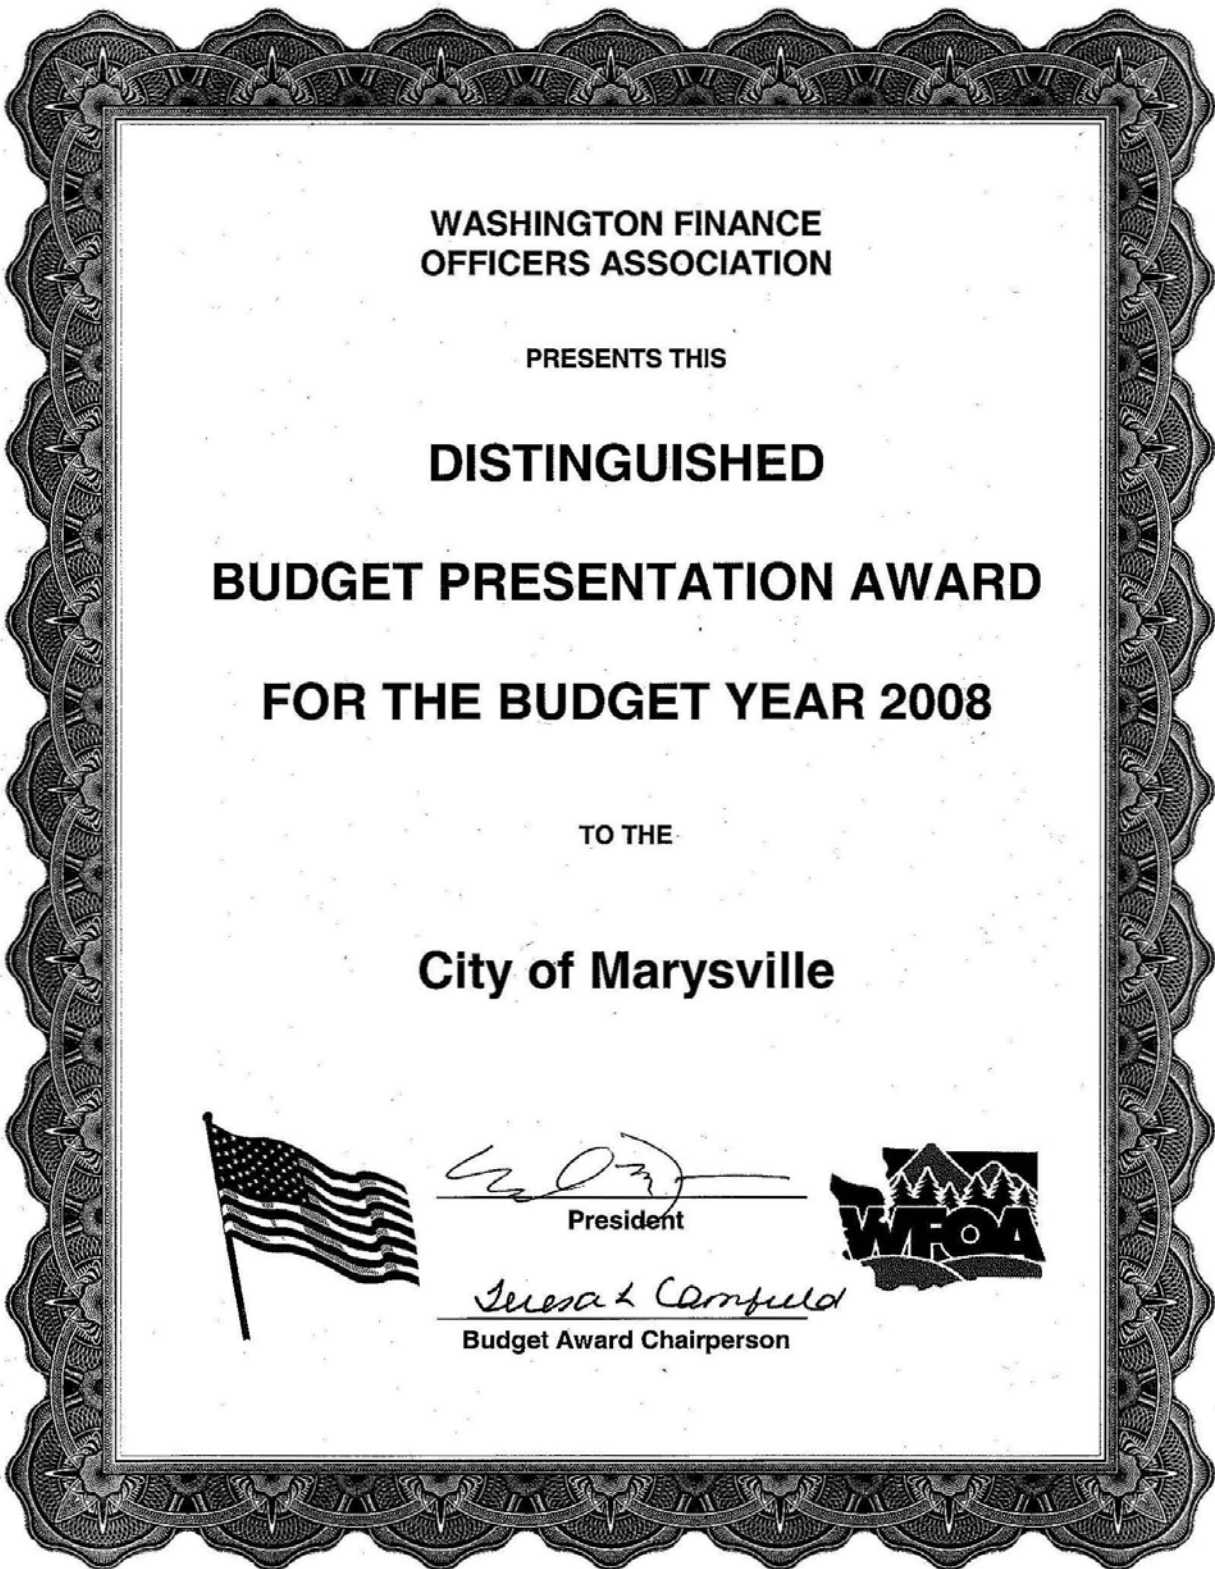 WASHINGTON FINANCE
OFFICERS ASSOCIATION
PRESENTS THIS
DISTINGUISHED
BUDGET PRESENTATION AWARD
FOR THE BUDGET YEAR 2008
TO THE
City of Marysville
President
WFOA
Teresa L Campfield
Budget Award Chairperson